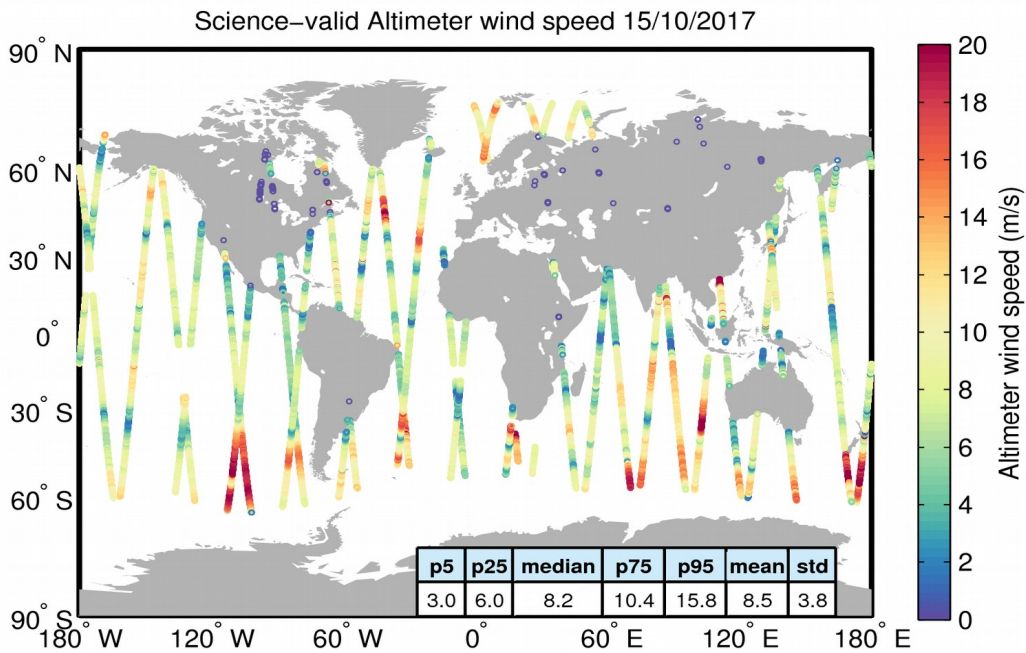 Science−valid Altimeter wind speed 15/10/2017
90° N
60° N
30° N
0°
30° S
60° S
90° S
180° W
120° W
60° W
0°
60° E
120° E
180° E
p5 p25 median p75 p95 mean std
3.0 6.0 8.2 10.4 15.8 8.5 3.8
20
18
16
14
12
10
8
6
4
2
0
Altimeter wind speed (m/s)